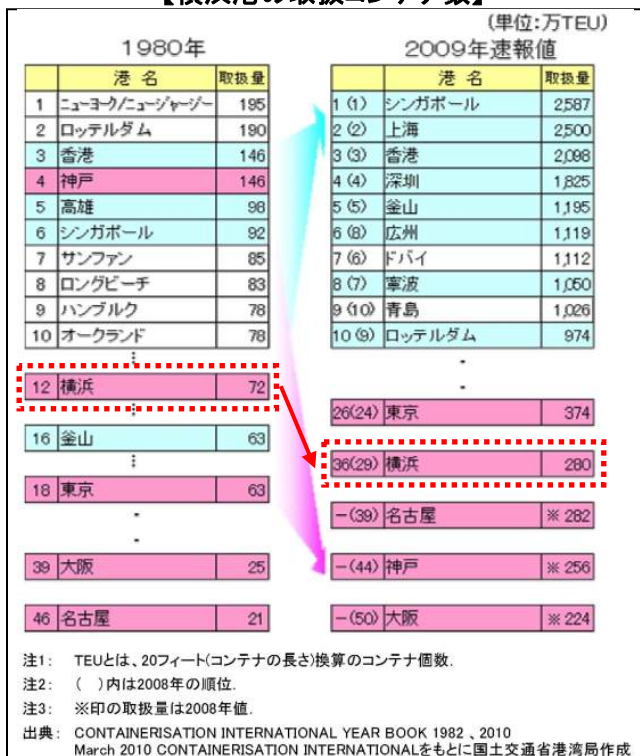 【横浜港の取扱コンテナ数】
(単位:万TEU)
1980年
港名 取扱量
1 ニューヨーク/ニュージャージー 195
2 ロッテルダム 190
3 香港 146
4 神戸 146
5 高雄 98
6 シンガポール 92
7 サンファン 85
8 ロングビーチ 83
9 ハンブルク 78
10 オークランド 78
12 横浜 72
16 釜山 63
18 東京 63
39 大阪 25
46 名古屋 21
2009年速報値
港名 取扱量
1 (1) シンガポール 2,587
2 (2) 上海 2,500
3 (3) 香港 2,098
4 (4) 深圳 1,825
5 (5) 釜山 1,195
6 (8) 広州 1,119
7 (6) ドバイ 1,112
8 (7) 寧波 1,050
9 (10) 青島 1,026
10 (9) ロッテルダム 974
26(24) 東京 374
36(29) 横浜 280
-(39) 名古屋 ※ 282
-(44) 神戸 ※ 256
-(50) 大阪 ※ 224
注1: TEUとは、20フィート(コンテナの長さ)換算のコンテナ個数.
注2: ( )内は2008年の順位.
注3: ※印の取扱量は2008年値.
出典: CONTAINERISATION INTERNATIONAL YEAR BOOK 1982 、2010
March 2010 CONTAINERISATION INTERNATIONALをもとに国土交通省港湾局作成